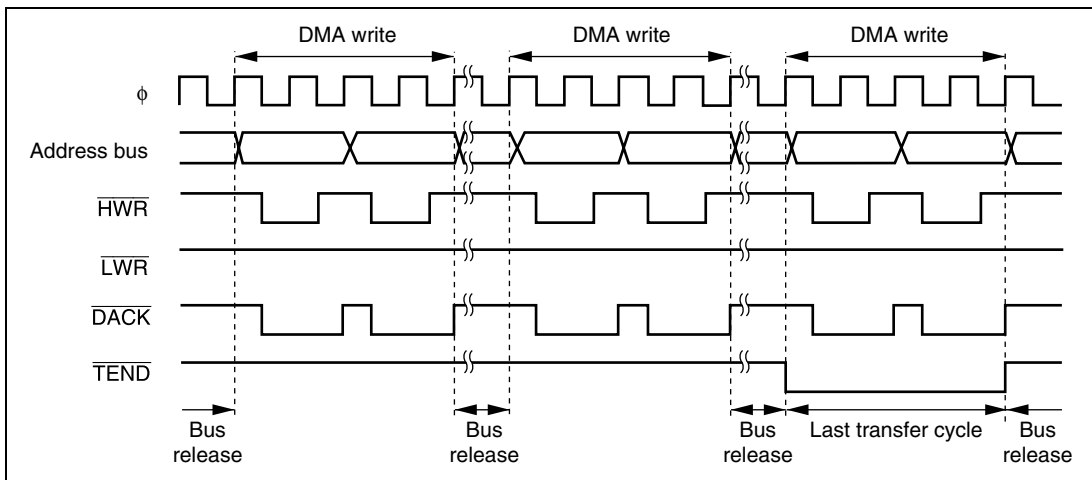 DMA write DMA write DMA write
ϕ
Address bus
HWR
LWR
DACK
TEND
Bus release Bus release Bus release Last transfer cycle Bus release